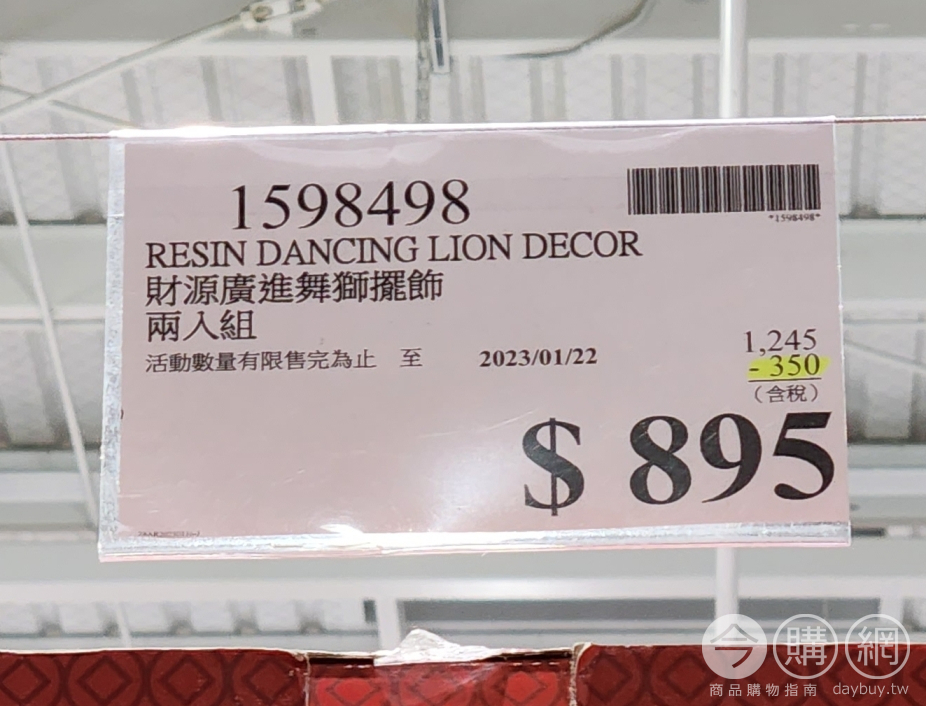 1598498
*1598498*
RESIN DANCING LION DECOR
財源廣進舞獅擺飾
兩入組
活動數量有限售完為止 至 2023/01/22
1,245
- 350
(含稅)
$ 895
今購網
商品購物指南 daybuy.tw